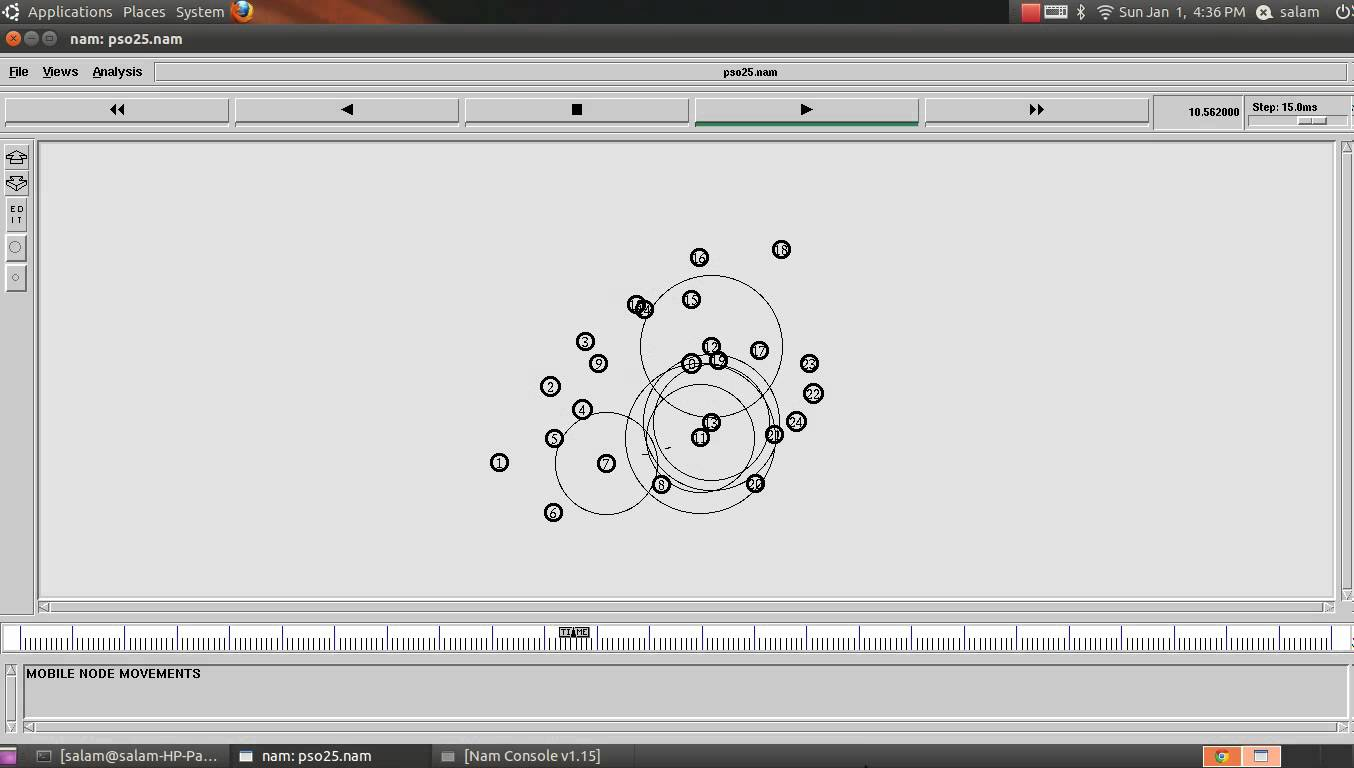 Applications Places System Sun Jan 1, 4:36 PM salam
nam: pso25.nam
File Views Analysis pso25.nam
10.562000 Step: 15.0ms
ED
IT
18
16
15
3
12
17
9
0
19
23
2
22
4
24
13
21
5
11
1
7
8
20
6
TIME
MOBILE NODE MOVEMENTS
[salam@salam-HP-Pa... nam: pso25.nam [Nam Console v1.15]